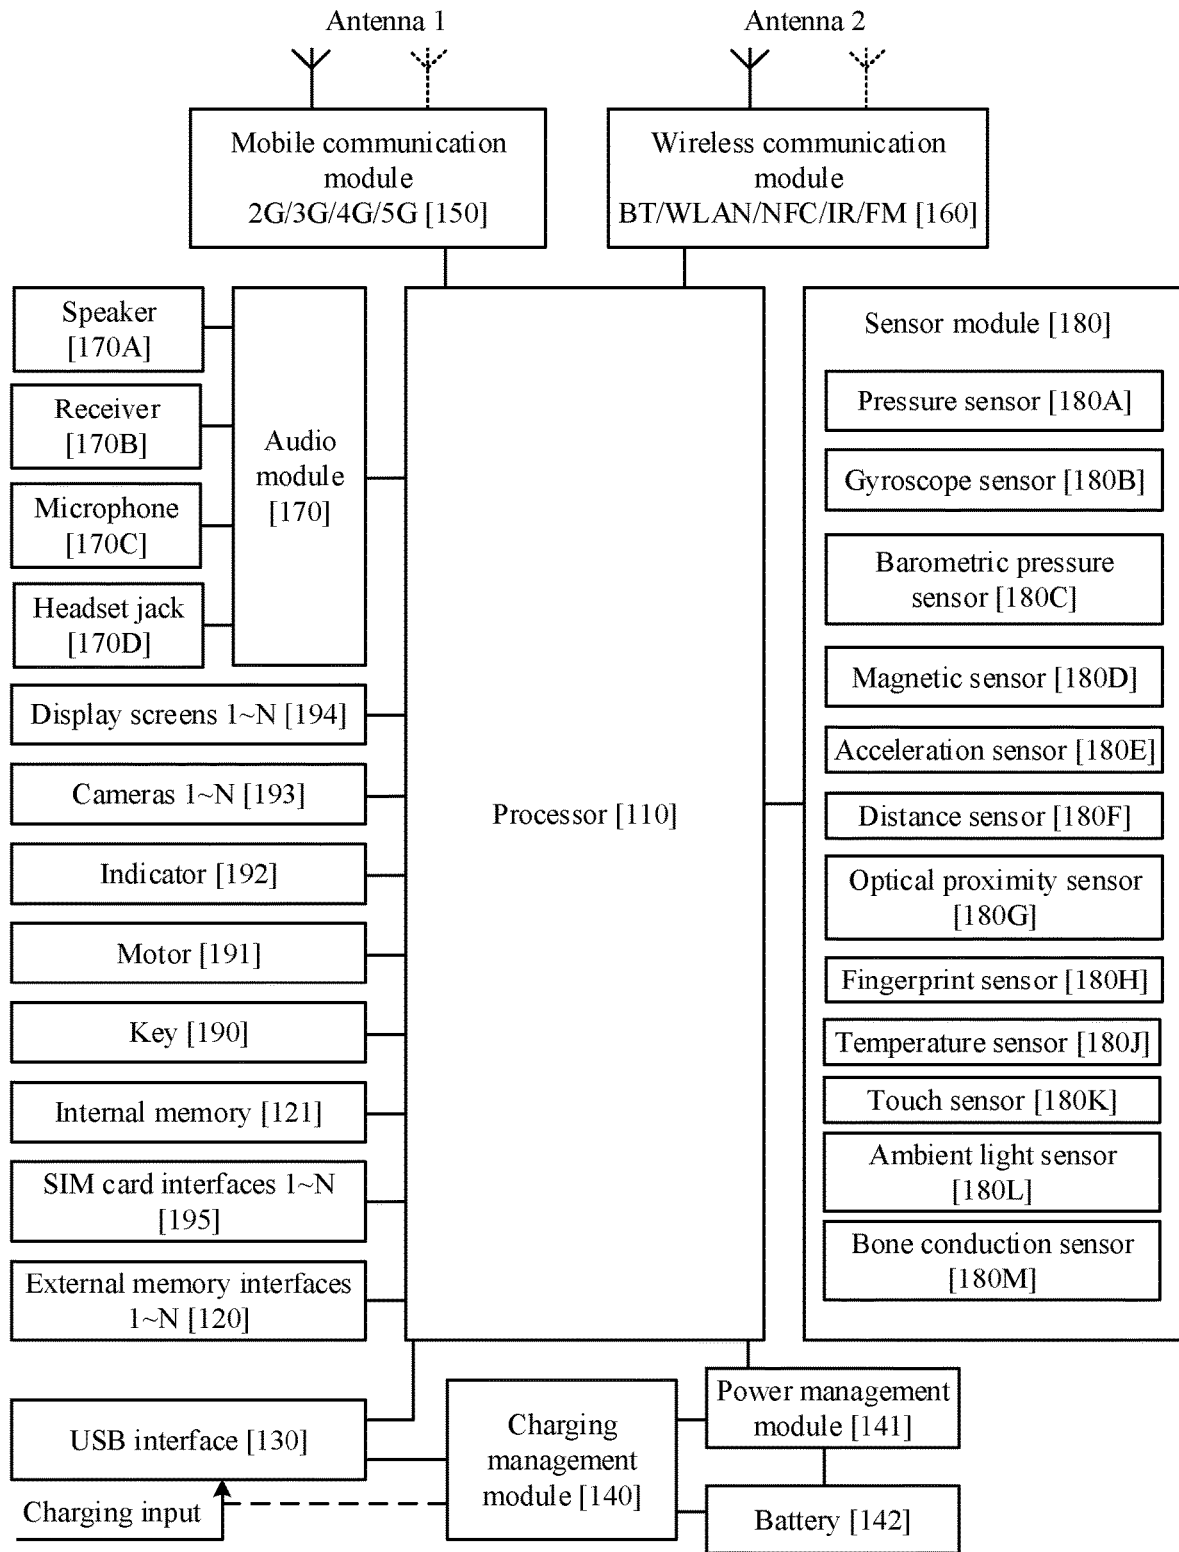 Antenna 1
Antenna 2
Mobile communication
module
2G/3G/4G/5G [150]
Wireless communication
module
BT/WLAN/NFC/IR/FM [160]
Speaker
[170A]
Receiver
[170B]
Microphone
[170C]
Headset jack
[170D]
Audio
module
[170]
Display screens 1~N [194]
Cameras 1~N [193]
Indicator [192]
Motor [191]
Key [190]
Internal memory [121]
SIM card interfaces 1~N
[195]
External memory interfaces
1~N [120]
Processor [110]
Sensor module [180]
Pressure sensor [180A]
Gyroscope sensor [180B]
Barometric pressure
sensor [180C]
Magnetic sensor [180D]
Acceleration sensor [180E]
Distance sensor [180F]
Optical proximity sensor
[180G]
Fingerprint sensor [180H]
Temperature sensor [180J]
Touch sensor [180K]
Ambient light sensor
[180L]
Bone conduction sensor
[180M]
USB interface [130]
Charging input
Charging
management
module [140]
Power management
module [141]
Battery [142]